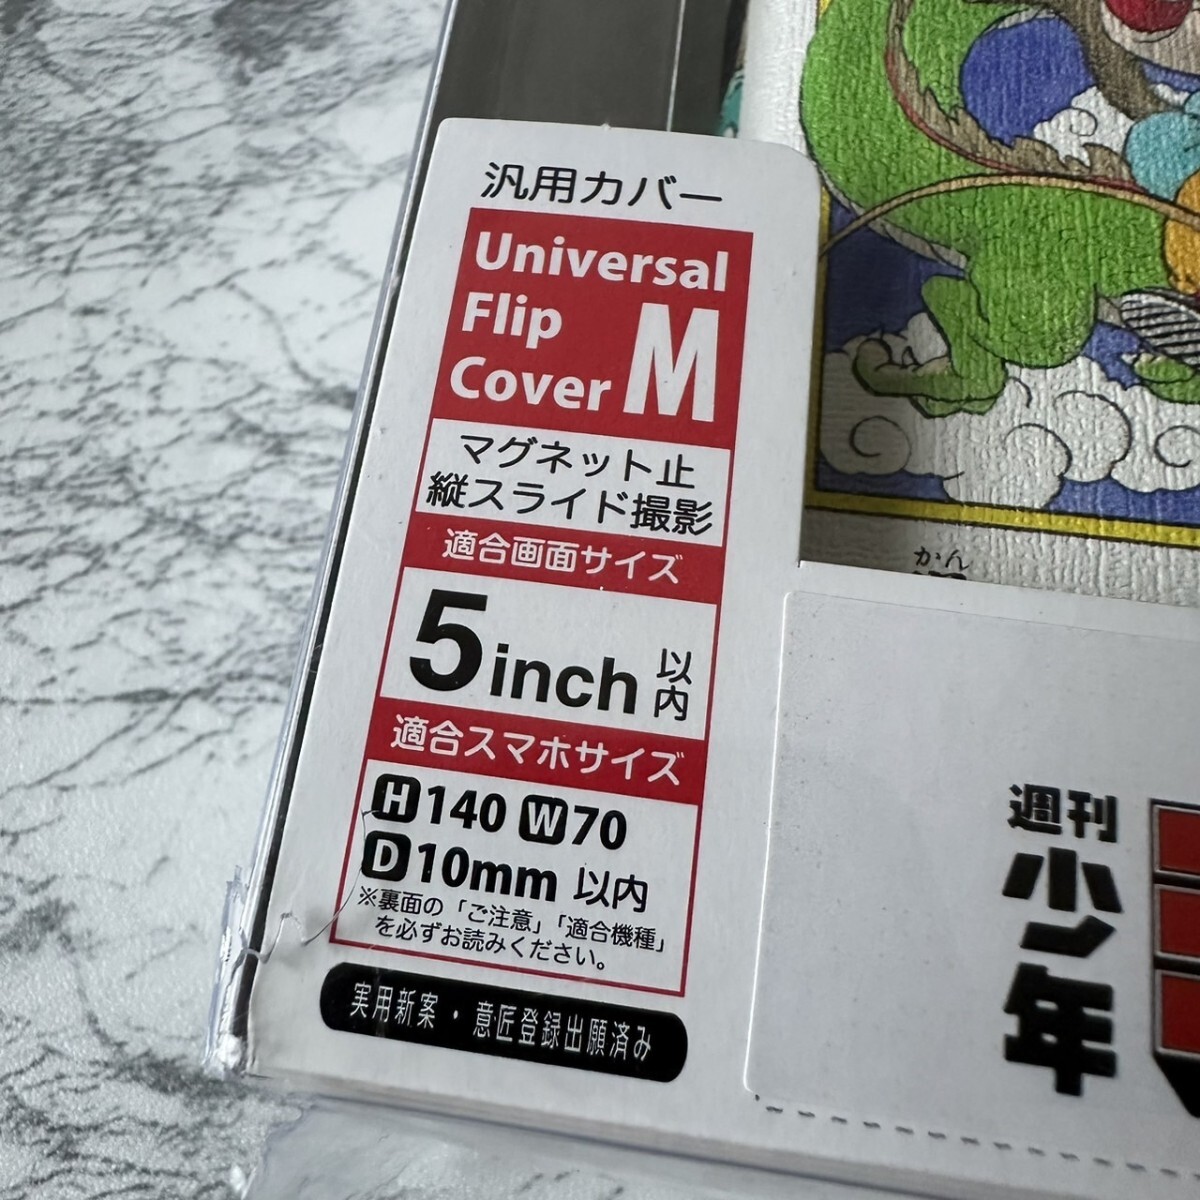 汎用カバー
Universal
Flip
Cover M
マグネット止
縦スライド撮影
適合画面サイズ
5inch 以内
適合スマホサイズ
H140 W70
D10mm 以内
※裏面の「ご注意」「適合機種」
を必ずお読みください。
実用新案・意匠登録出願済み
かん
週刊
少年